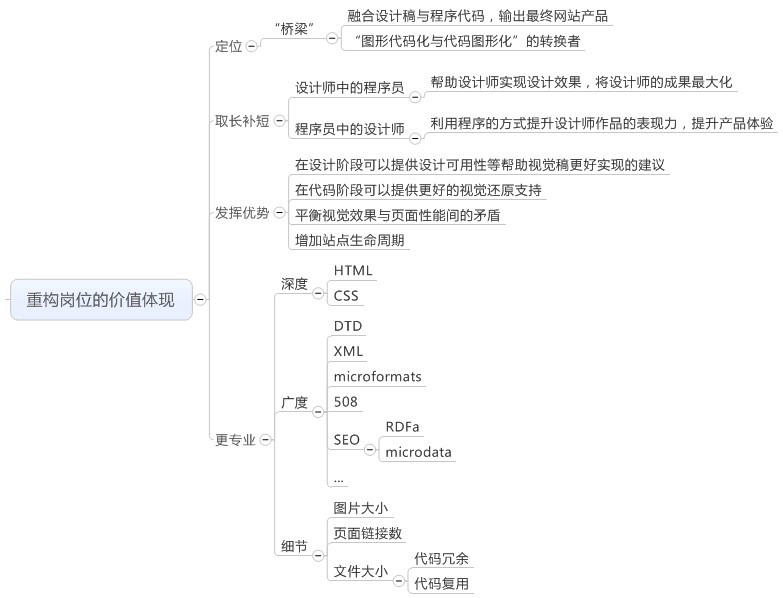 重构岗位的价值体现
定位
“桥梁”
融合设计稿与程序代码，输出最终网站产品
“图形代码化与代码图形化”的转换者
取长补短
设计师中的程序员
帮助设计师实现设计效果，将设计师的成果最大化
程序员中的设计师
利用程序的方式提升设计师作品的表现力，提升产品体验
发挥优势
在设计阶段可以提供设计可用性等帮助视觉稿更好实现的建议
在代码阶段可以提供更好的视觉还原支持
平衡视觉效果与页面性能间的矛盾
增加站点生命周期
更专业
深度
HTML
CSS
广度
DTD
XML
microformats
508
SEO
RDFa
microdata
...
细节
图片大小
页面链接数
文件大小
代码冗余
代码复用